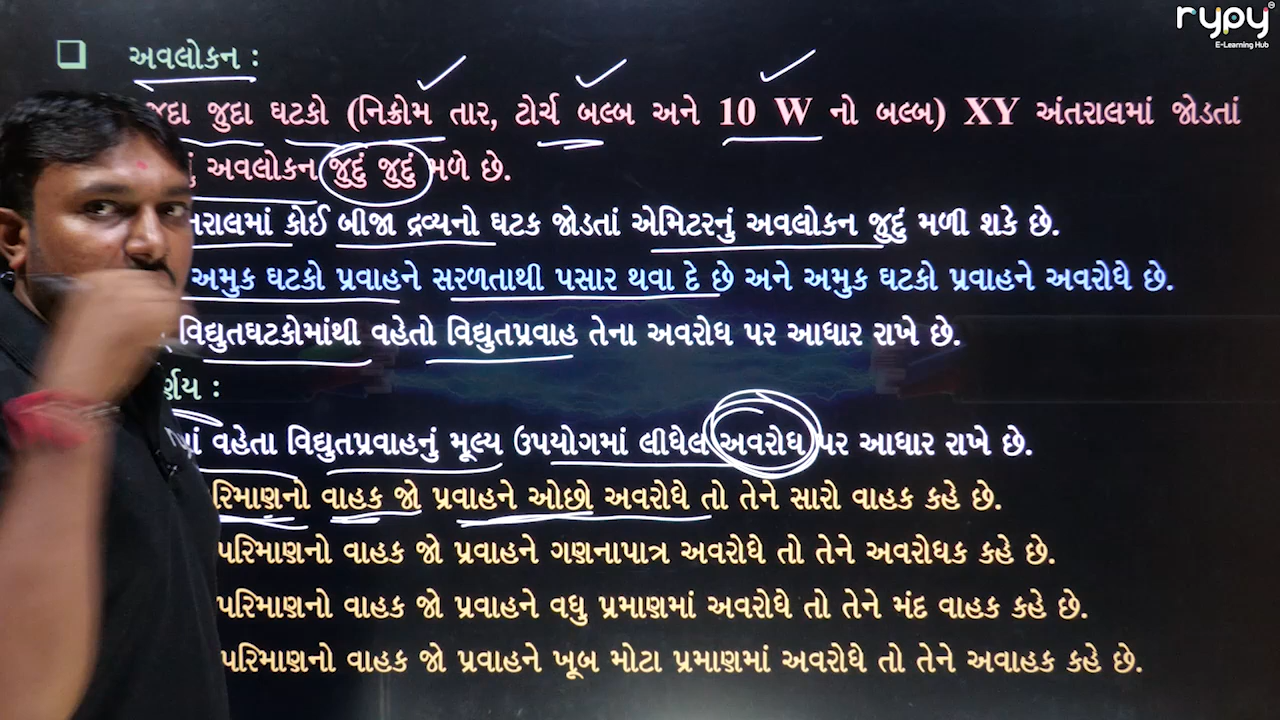 rypy
E-Learning Hub
અવલોકન :
જુદા જુદા ઘટકો (નિક્રોમ તાર, ટોર્ચ બલ્બ અને 10 W નો બલ્બ) XY અંતરાલમાં જોડતાં
અવલોકન જુદું જુદું મળે છે.
કોઈ બીજા દ્રવ્યનો ઘટક જોડતાં એમિટરનું અવલોકન જુદું મળી શકે છે.
અમુક ઘટકો પ્રવાહને સરળતાથી પસાર થવા દે છે અને અમુક ઘટકો પ્રવાહને અવરોધે છે.
વિદ્યુતઘટકોમાંથી વહેતો વિદ્યુતપ્રવાહ તેના અવરોધ પર આધાર રાખે છે.
વહેતા વિદ્યુતપ્રવાહનું મૂલ્ય ઉપયોગમાં લીધેલ અવરોધ પર આધાર રાખે છે.
વાહક જો પ્રવાહને ઓછો અવરોધે તો તેને સારો વાહક કહે છે.
પરિમાણનો વાહક જો પ્રવાહને ગણનાપાત્ર અવરોધે તો તેને અવરોધક કહે છે.
પરિમાણનો વાહક જો પ્રવાહને વધુ પ્રમાણમાં અવરોધે તો તેને મંદ વાહક કહે છે.
પરિમાણનો વાહક જો પ્રવાહને ખૂબ મોટા પ્રમાણમાં અવરોધે તો તેને અવાહક કહે છે.